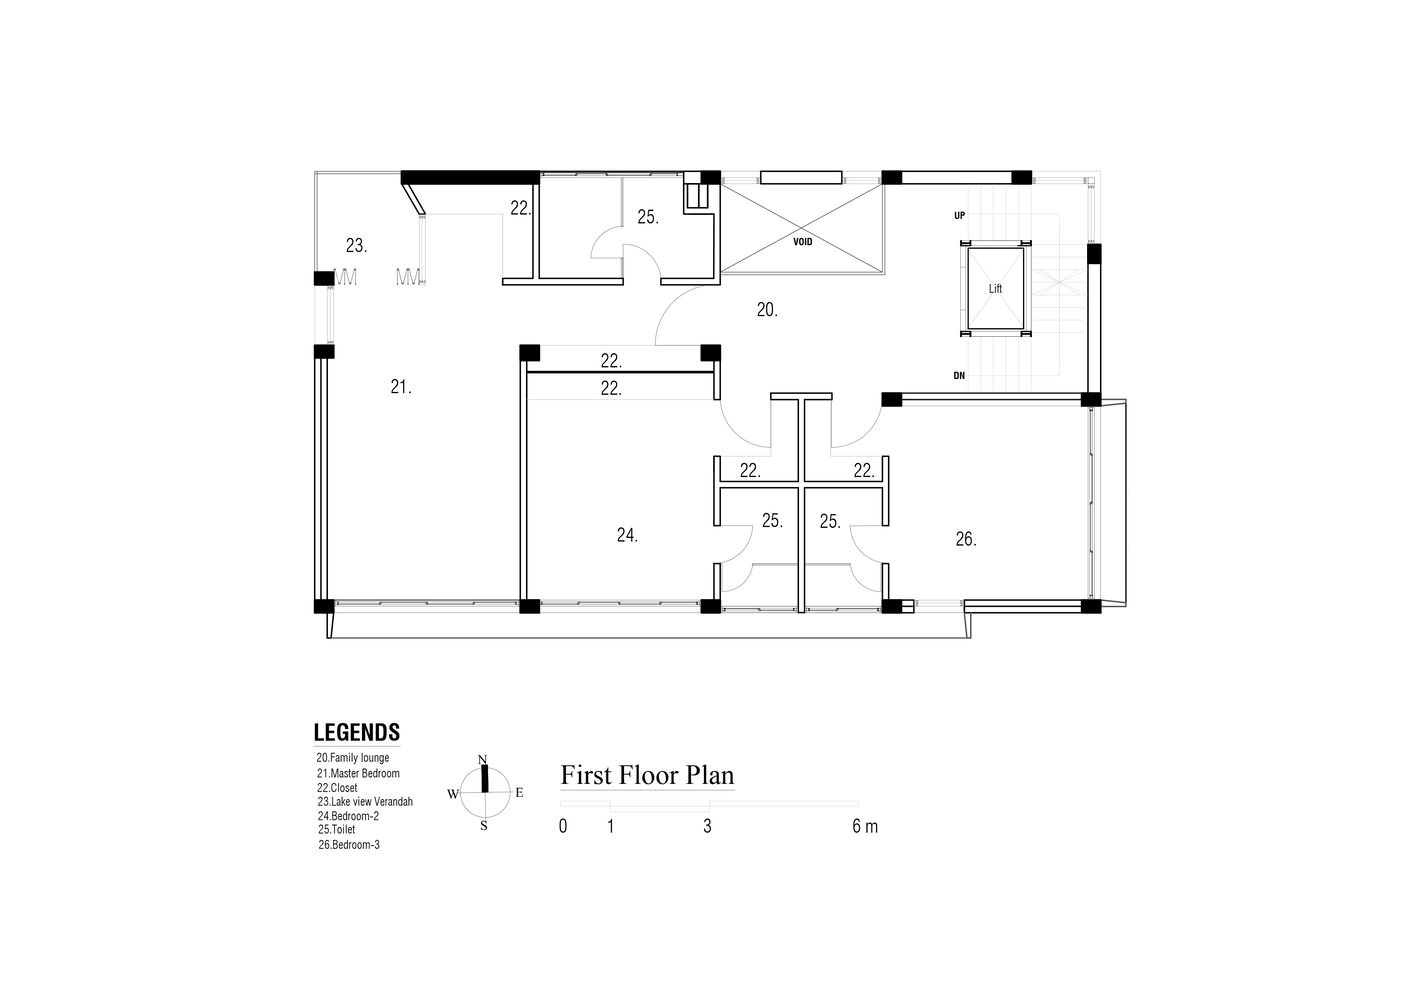 22.
25.
UP
23.
VOID
Lift
20.
22.
DN
21.
22.
22.
22.
25.
25.
24.
26.
LEGENDS
20.Family lounge
21.Master Bedroom
22.Closet
23.Lake view Verandah
24.Bedroom-2
25.Toilet
26.Bedroom-3
N
W E
S
First Floor Plan
0 1 3 6 m